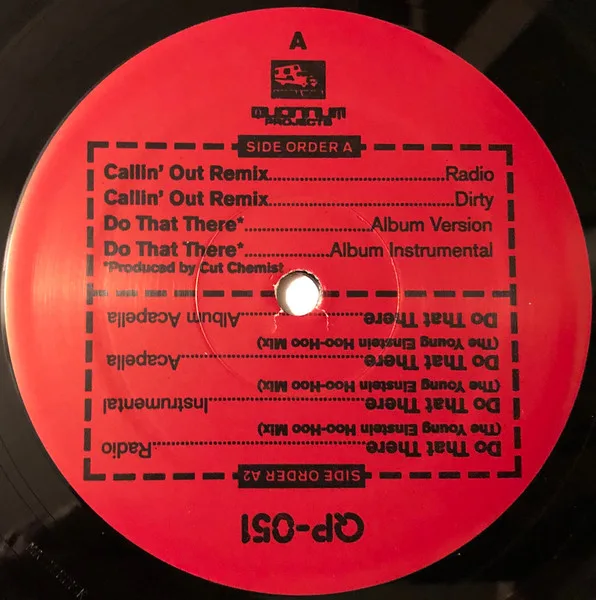 A
QUANNUM
PROJECTS
SIDE ORDER A
Callin' Out Remix..............................Radio
Callin' Out Remix..............................Dirty
Do That There*......................Album Version
Do That There*..............Album Instrumental
*Produced by Cut Chemist
QP-051
SIDE ORDER A2
Do That There..............................Radio
(The Young Einstein Hoo-Hoo Mix)
Do That There......................Instrumental
(The Young Einstein Hoo-Hoo Mix)
Do That There..........................Acapella
(The Young Einstein Hoo-Hoo Mix)
Do That There................Album Acapella